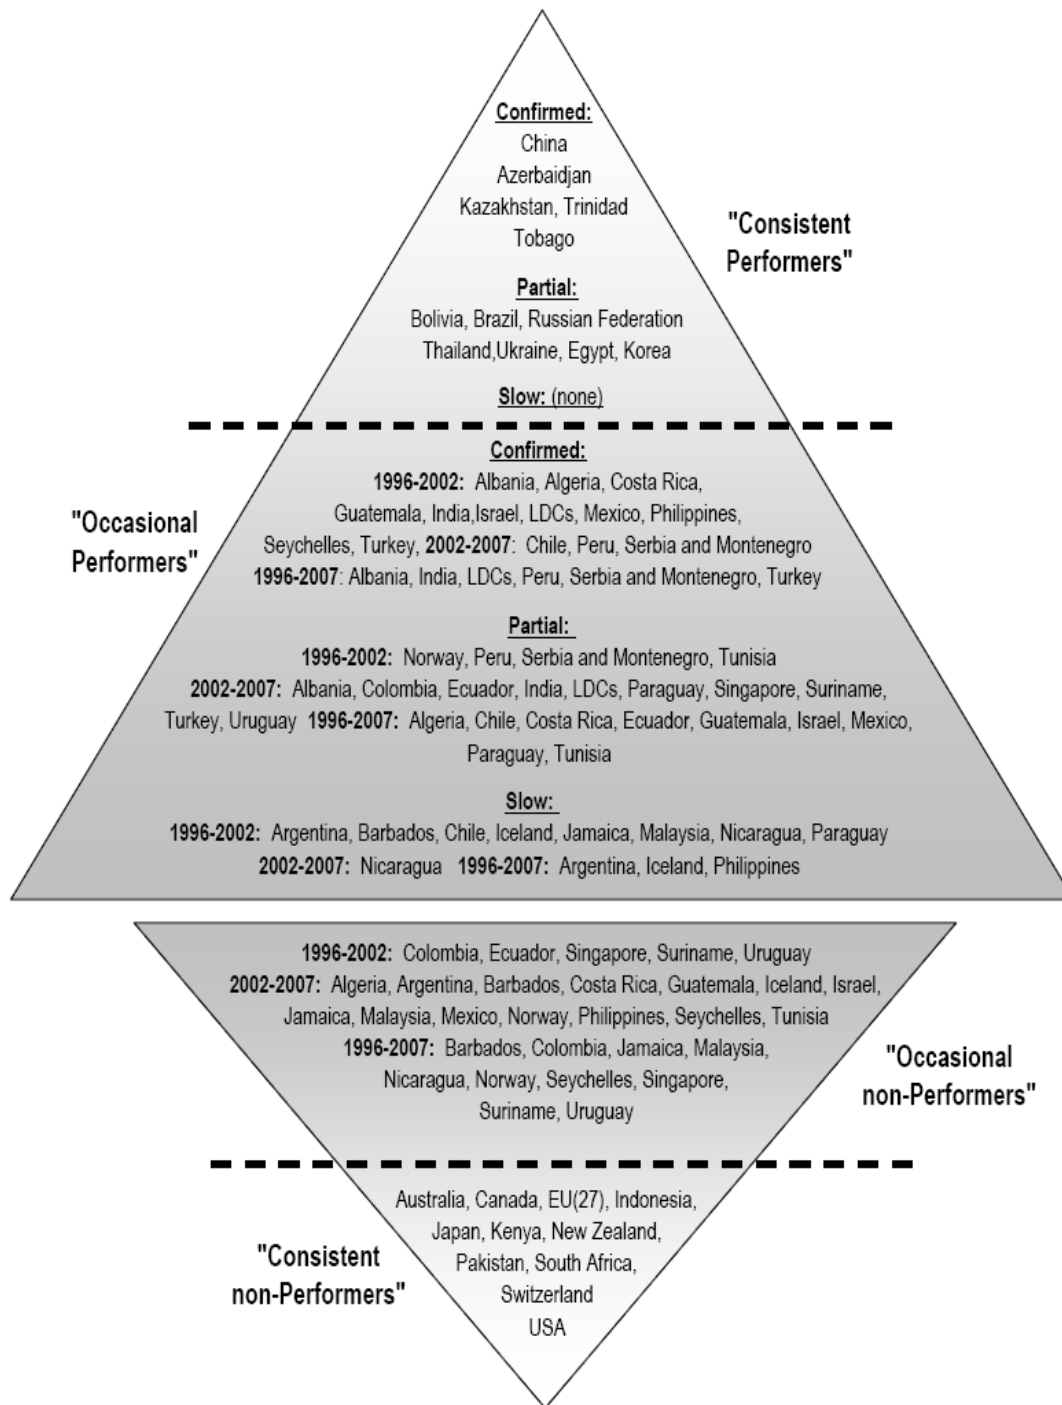 Confirmed:
China
Azerbaidjan
Kazakhstan, Trinidad
Tobago
"Consistent
Performers"
Partial:
Bolivia, Brazil, Russian Federation
Thailand,Ukraine, Egypt, Korea
Slow: (none)
Confirmed:
1996-2002: Albania, Algeria, Costa Rica,
Guatemala, India,Israel, LDCs, Mexico, Philippines,
Seychelles, Turkey, 2002-2007: Chile, Peru, Serbia and Montenegro
1996-2007: Albania, India, LDCs, Peru, Serbia and Montenegro, Turkey
"Occasional
Performers"
Partial:
1996-2002: Norway, Peru, Serbia and Montenegro, Tunisia
2002-2007: Albania, Colombia, Ecuador, India, LDCs, Paraguay, Singapore, Suriname,
Turkey, Uruguay 1996-2007: Algeria, Chile, Costa Rica, Ecuador, Guatemala, Israel, Mexico,
Paraguay, Tunisia
Slow:
1996-2002: Argentina, Barbados, Chile, Iceland, Jamaica, Malaysia, Nicaragua, Paraguay
2002-2007: Nicaragua 1996-2007: Argentina, Iceland, Philippines
1996-2002: Colombia, Ecuador, Singapore, Suriname, Uruguay
2002-2007: Algeria, Argentina, Barbados, Costa Rica, Guatemala, Iceland, Israel,
Jamaica, Malaysia, Mexico, Norway, Philippines, Seychelles, Tunisia
1996-2007: Barbados, Colombia, Jamaica, Malaysia,
Nicaragua, Norway, Seychelles, Singapore,
Suriname, Uruguay
"Occasional
non-Performers"
Australia, Canada, EU(27), Indonesia,
Japan, Kenya, New Zealand,
Pakistan, South Africa,
Switzerland
USA
"Consistent
non-Performers"